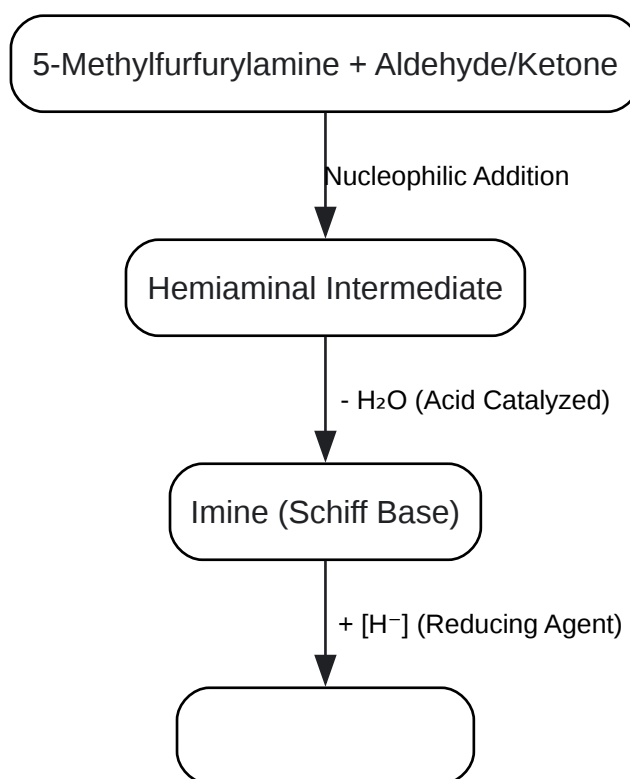 5-Methylfurfurylamine + Aldehyde/Ketone
Nucleophilic Addition
Hemiaminal Intermediate
- H₂O (Acid Catalyzed)
Imine (Schiff Base)
+ [H⁻] (Reducing Agent)